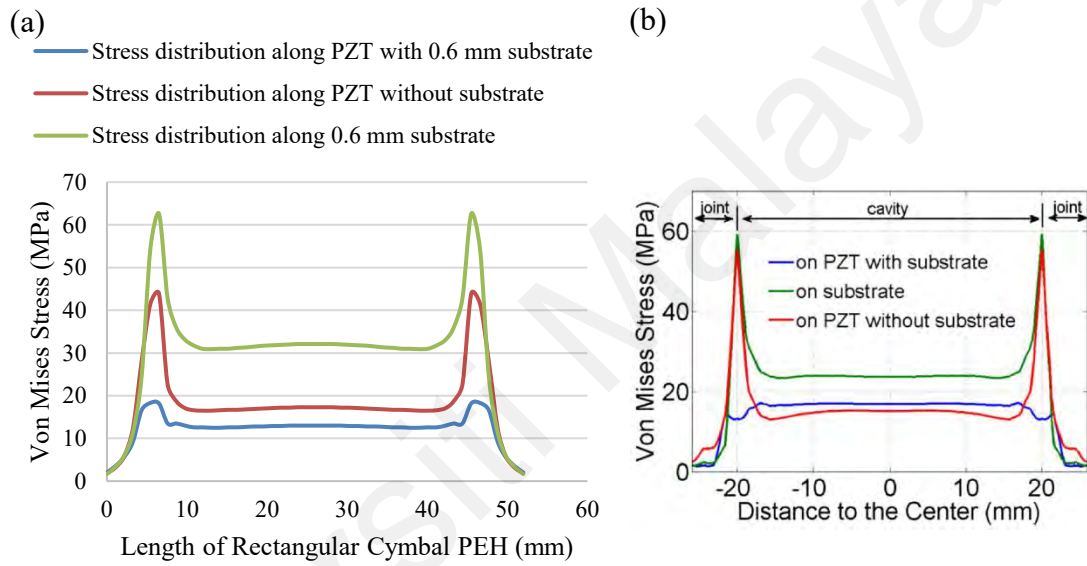 (a)
Stress distribution along PZT with 0.6 mm substrate
Stress distribution along PZT without substrate
Stress distribution along 0.6 mm substrate
Von Mises Stress (MPa)
70
60
50
40
30
20
10
0
0 10 20 30 40 50 60
Length of Rectangular Cymbal PEH (mm)
(b)
joint cavity joint
on PZT with substrate
on substrate
on PZT without substrate
Von Mises Stress (MPa)
60
40
20
0
-20 -10 0 10 20
Distance to the Center (mm)
Malaya